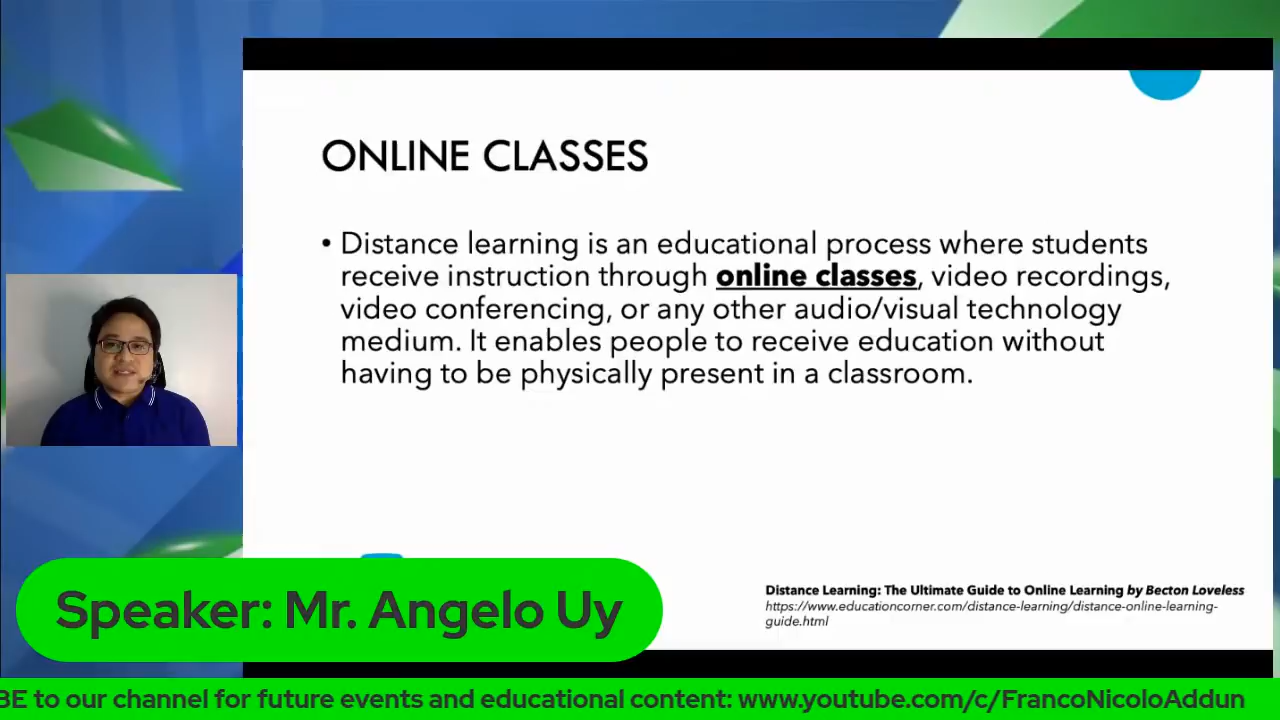 ONLINE CLASSES
• Distance learning is an educational process where students
receive instruction through online classes, video recordings,
video conferencing, or any other audio/visual technology
medium. It enables people to receive education without
having to be physically present in a classroom.
Distance Learning: The Ultimate Guide to Online Learning by Becton Loveless
https://www.educationcorner.com/distance-learning/distance-online-learning-
guide.html
Speaker: Mr. Angelo Uy
BE to our channel for future events and educational content: www.youtube.com/c/FrancoNicoloAddun